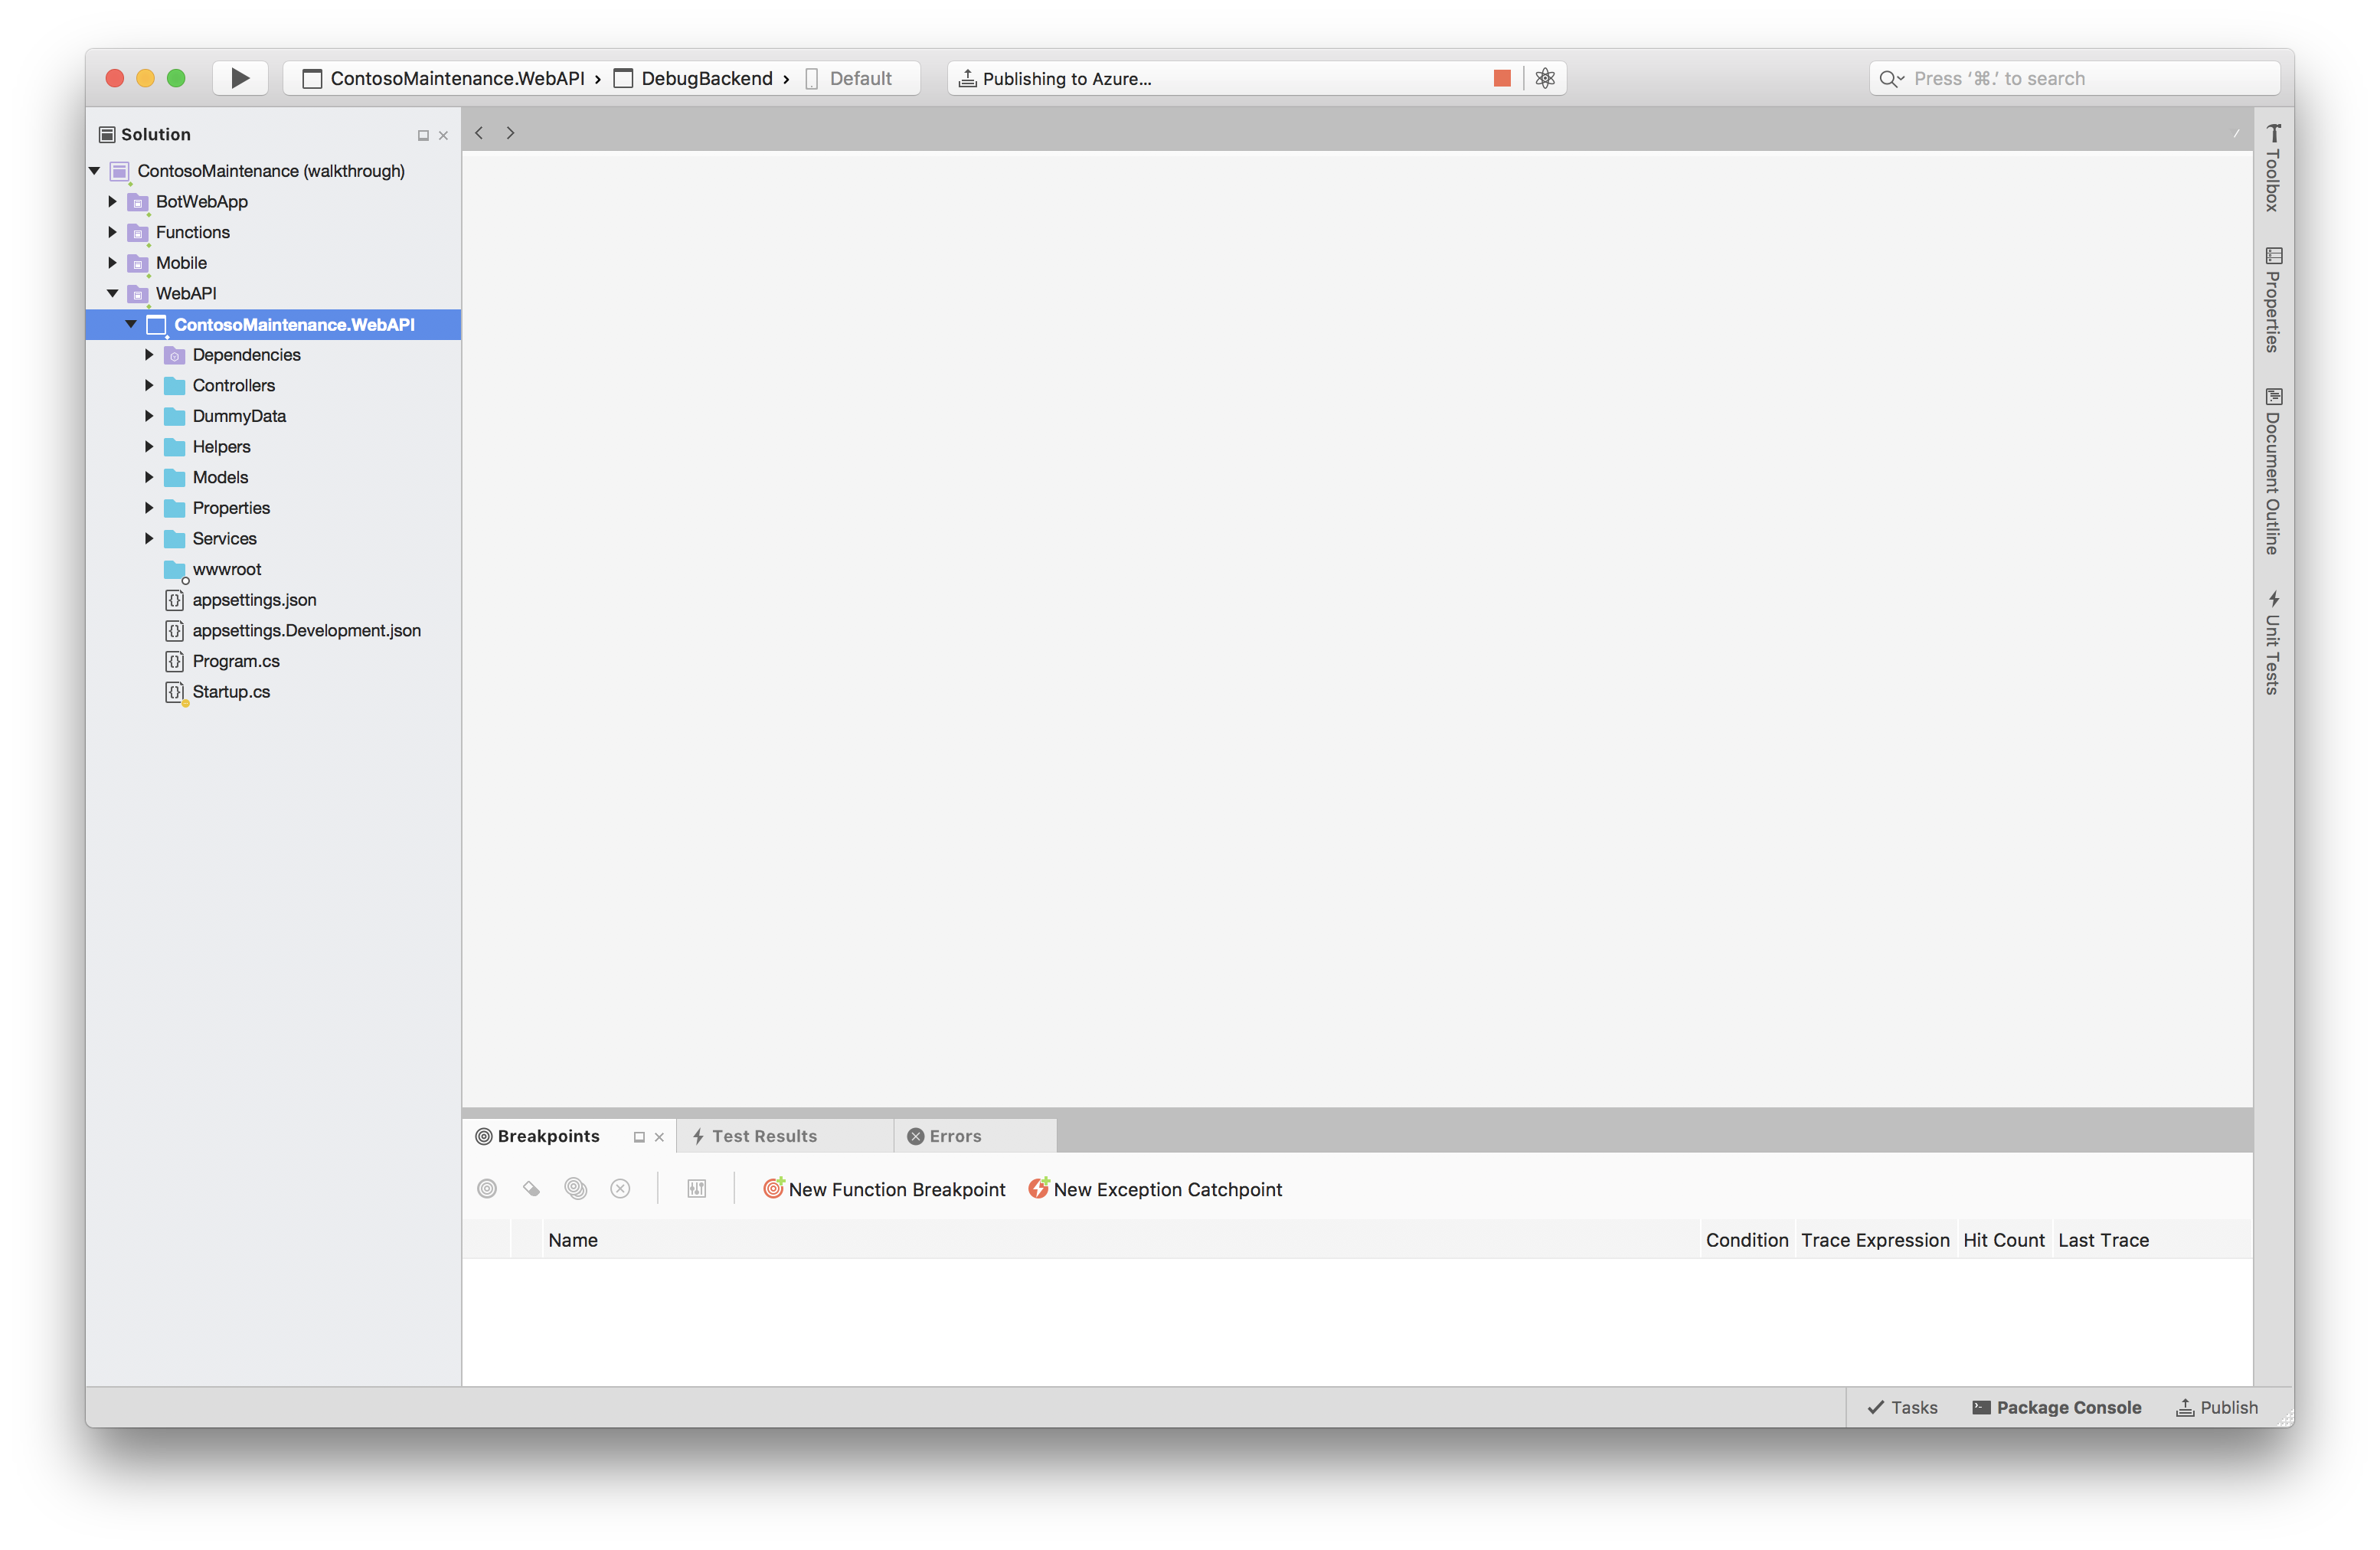 ContosoMaintenance.WebAPI › DebugBackend › Default
Publishing to Azure...
Press ‘⌘.’ to search
Solution
ContosoMaintenance (walkthrough)
BotWebApp
Functions
Mobile
WebAPI
ContosoMaintenance.WebAPI
Dependencies
Controllers
DummyData
Helpers
Models
Properties
Services
wwwroot
{} appsettings.json
{} appsettings.Development.json
{} Program.cs
{} Startup.cs
Toolbox
Properties
Document Outline
Unit Tests
Breakpoints
Test Results
Errors
New Function Breakpoint
New Exception Catchpoint
Name
Condition
Trace Expression
Hit Count
Last Trace
Tasks
Package Console
Publish